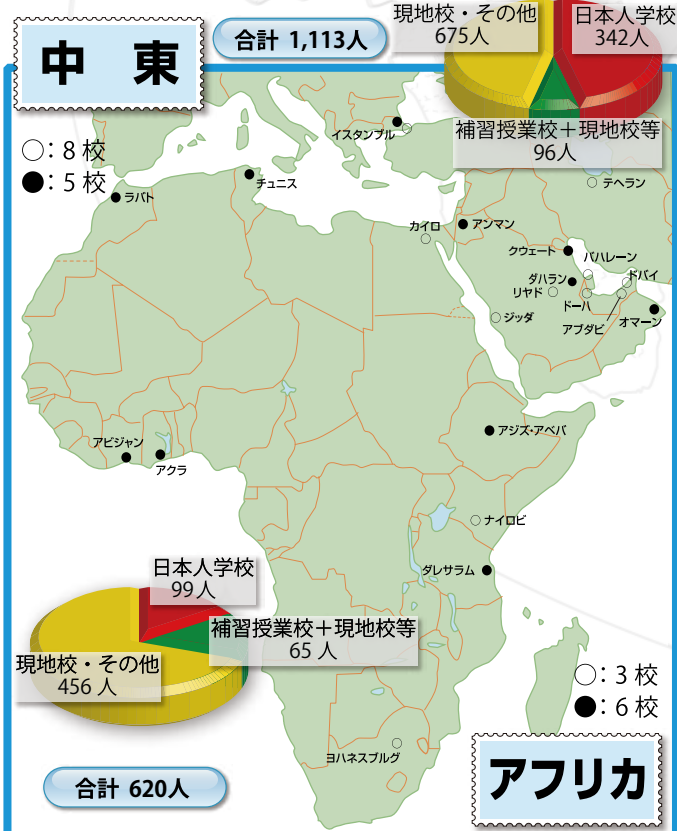 中 東
合計 1,113人
現地校・その他
675人
日本人学校
342人
補習授業校＋現地校等
96人
○：8 校
●：5 校
イスタンブル
チュニス
ラバト
テヘラン
カイロ
アンマン
クウェート
バハレーン
ダハラン
ドバイ
リヤド
ドーハ
ジッダ
アブダビ
オマーン
アジズ・アベバ
アビジャン
アクラ
ナイロビ
ダレサラム
日本人学校
99人
補習授業校＋現地校等
65 人
現地校・その他
456 人
○：3 校
●：6 校
ヨハネスブルグ
合計 620人
アフリカ